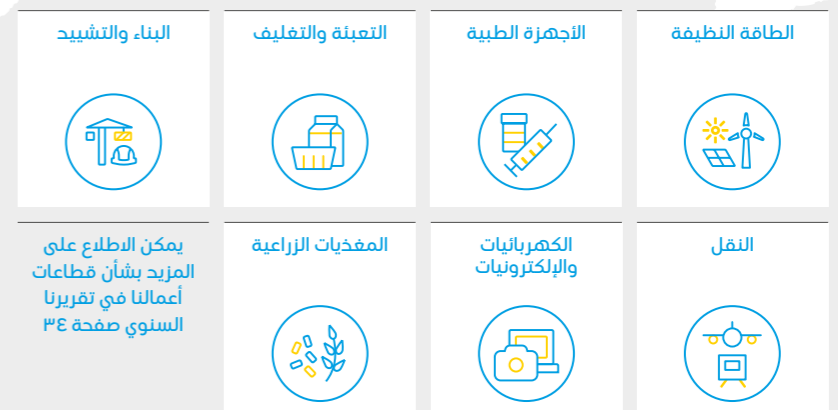 الطاقة النظيفة
الأجهزة الطبية
التعبئة والتغليف
البناء والتشييد
النقل
الكهربائيات
والإلكترونيات
المغذيات الزراعية
يمكن الاطلاع على
المزيد بشأن قطاعات
أعمالنا في تقريرنا
السنوي صفحة ٣٤